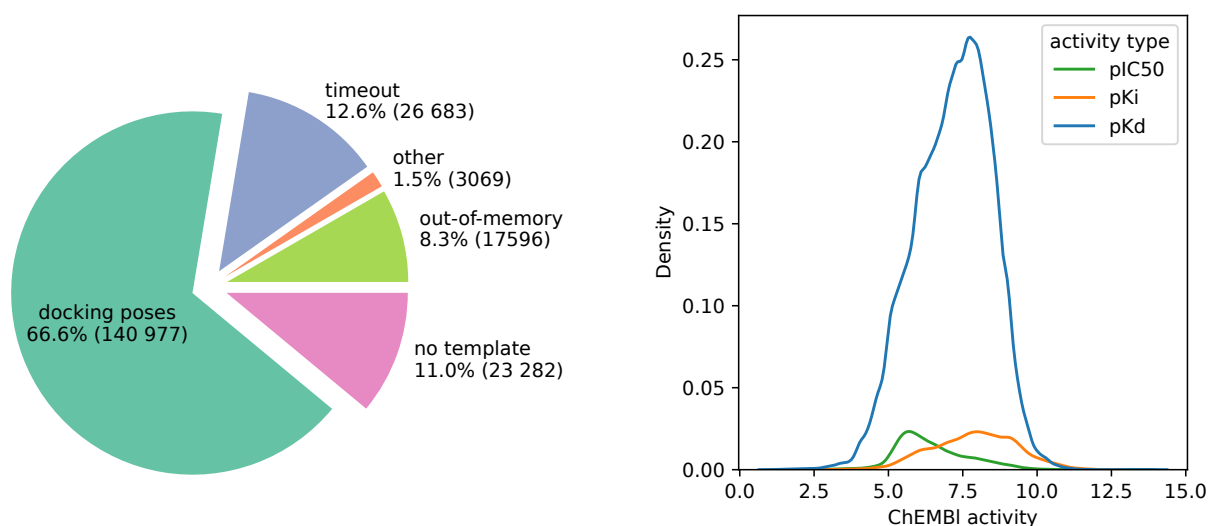 timeout
12.6% (26 683)
other
1.5% (3069)
out-of-memory
8.3% (17596)
docking poses
66.6% (140 977)
no template
11.0% (23 282)
activity type
pIC50
pKi
pKd
Density
0.25
0.20
0.15
0.10
0.05
0.00
0.0 2.5 5.0 7.5 10.0 12.5 15.0
ChEMBl activity